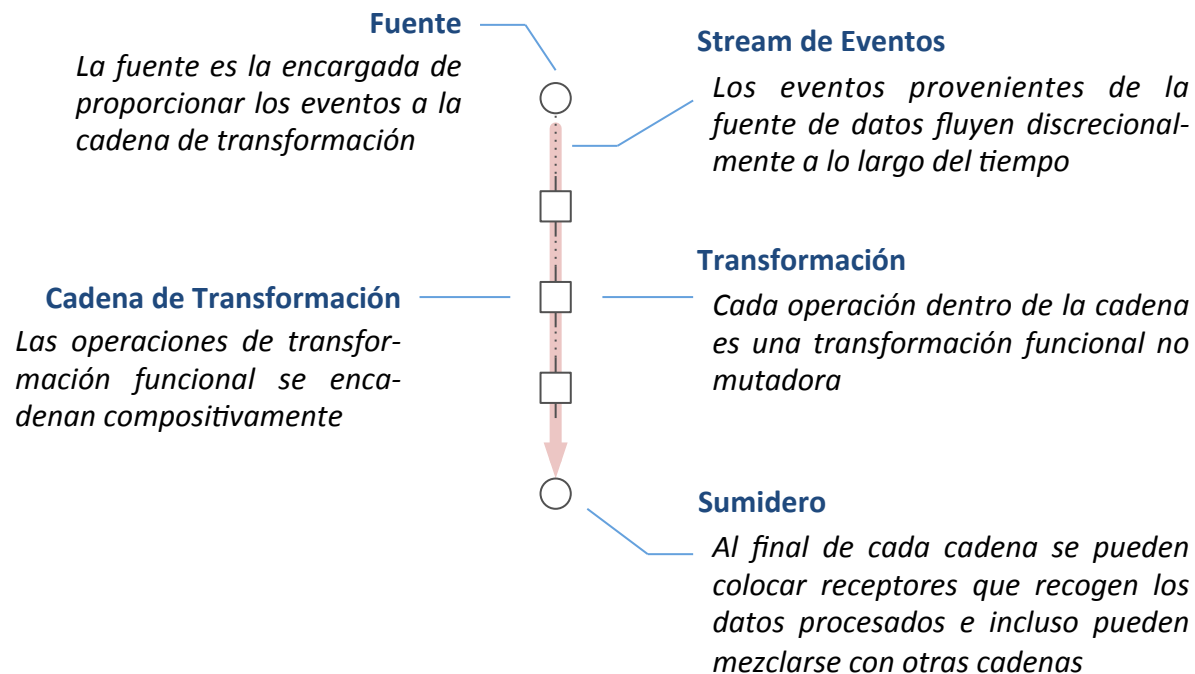 Fuente
La fuente es la encargada de
proporcionar los eventos a la
cadena de transformación
Stream de Eventos
Los eventos provenientes de la
fuente de datos fluyen discrecional-
mente a lo largo del tiempo
Transformación
Cada operación dentro de la cadena
es una transformación funcional no
mutadora
Cadena de Transformación
Las operaciones de transfor-
mación funcional se enca-
denan compositivamente
Sumidero
Al final de cada cadena se pueden
colocar receptores que recogen los
datos procesados e incluso pueden
mezclarse con otras cadenas